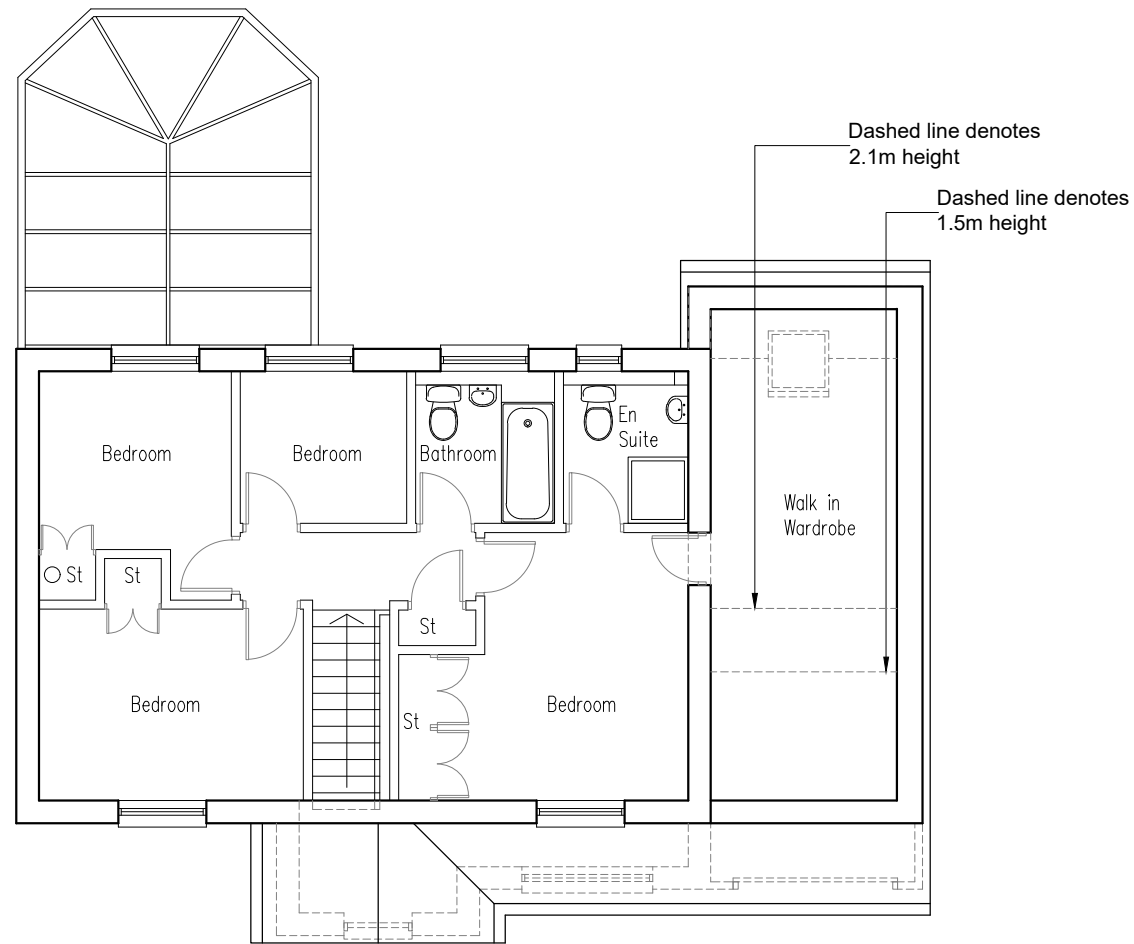 Dashed line denotes
2.1m height
Dashed line denotes
1.5m height
Bedroom
Bedroom
Bathroom
En
Suite
Walk in
Wardrobe
St
St
St
Bedroom
St
Bedroom